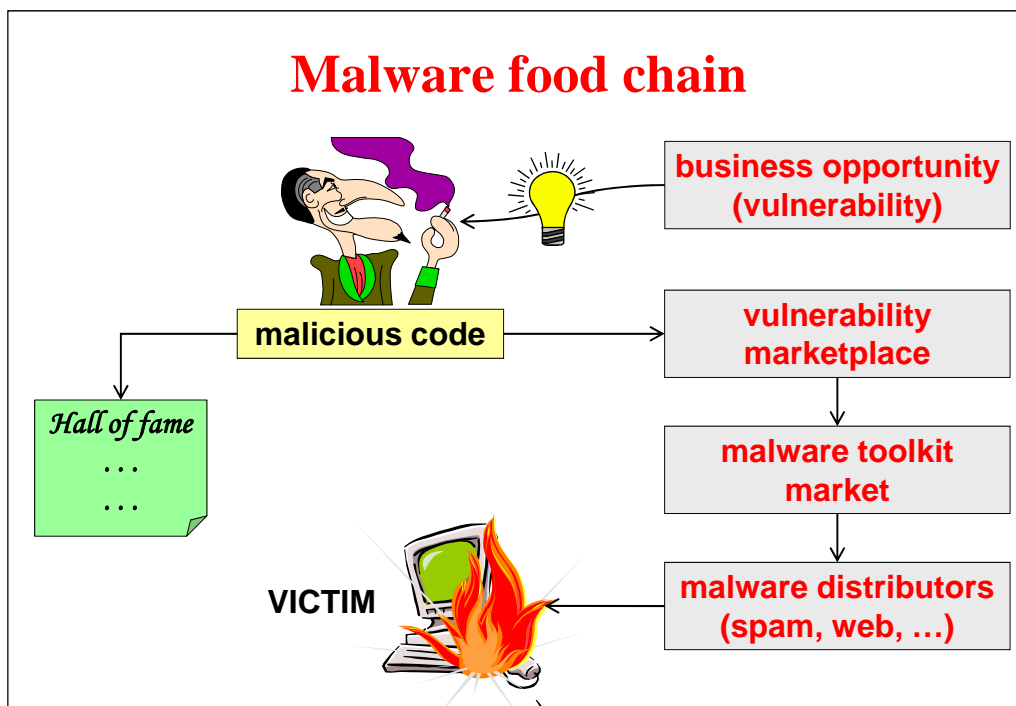 Malware food chain
business opportunity
(vulnerability)
malicious code
vulnerability
marketplace
Hall of fame
. . .
. . .
malware toolkit
market
VICTIM
malware distributors
(spam, web, …)